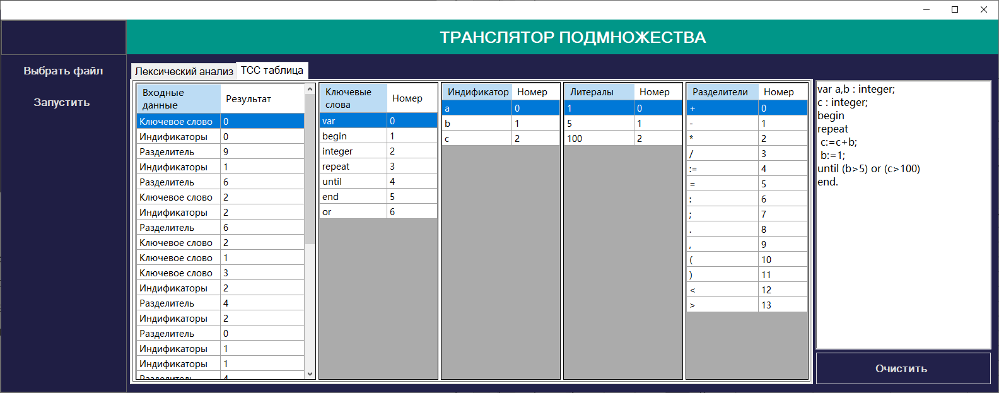 ТРАНСЛЯТОР ПОДМНОЖЕСТВА
Выбрать файл
Запустить
Лексический анализ ТСС таблица
Входные данные Результат
Ключевое слово 0
Индификаторы 0
Разделитель 9
Индификаторы 1
Разделитель 6
Ключевое слово 2
Индификаторы 2
Разделитель 6
Ключевое слово 2
Ключевое слово 1
Ключевое слово 3
Индификаторы 2
Разделитель 4
Индификаторы 2
Разделитель 0
Индификаторы 1
Индификаторы 1
Разделитель 4
Ключевые слова Номер
var 0
begin 1
integer 2
repeat 3
until 4
end 5
or 6
Индификатор Номер
a 0
b 1
c 2
Литералы Номер
1 0
5 1
100 2
Разделители Номер
+ 0
- 1
* 2
/ 3
:= 4
= 5
: 6
; 7
. 8
, 9
( 10
) 11
< 12
> 13
var a,b : integer;
c : integer;
begin
repeat
c:=c+b;
b:=1;
until (b>5) or (c>100)
end.
Очистить